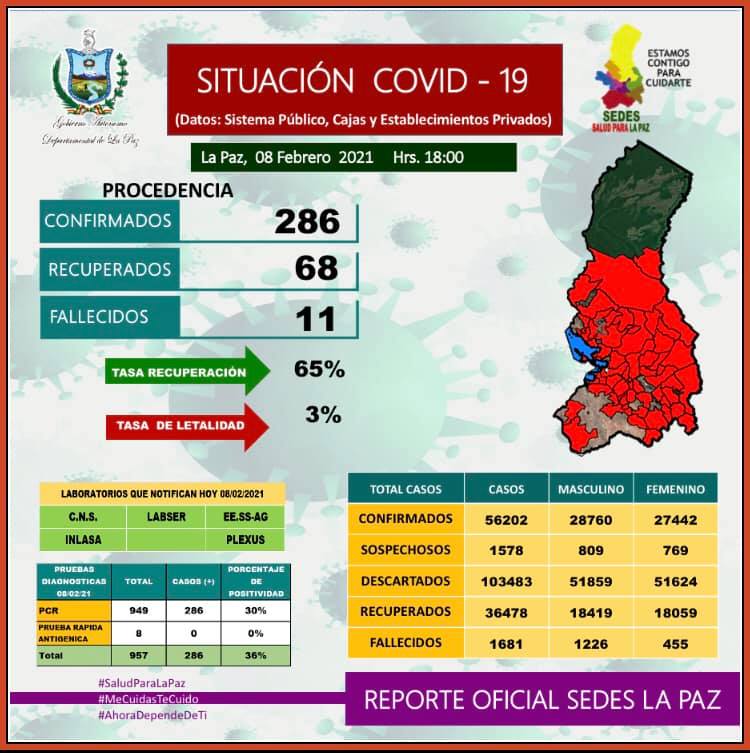 Gobierno Autónomo
Departamental de La Paz
SITUACIÓN COVID - 19
(Datos: Sistema Público, Cajas y Establecimientos Privados)
ESTAMOS
CONTIGO
PARA
CUIDARTE
SEDES
SALUD PARA LA PAZ
La Paz, 08 Febrero 2021 Hrs. 18:00
PROCEDENCIA
CONFIRMADOS 286
RECUPERADOS 68
FALLECIDOS 11
TASA RECUPERACIÓN 65%
TASA DE LETALIDAD 3%
LABORATORIOS QUE NOTIFICAN HOY 08/02/2021
C.N.S. LABSER EE.SS-AG
INLASA PLEXUS
PRUEBAS DIAGNOSTICAS 08/02/21 TOTAL CASOS (+) PORCENTAJE DE POSITIVIDAD
PCR 949 286 30%
PRUEBA RAPIDA ANTIGENICA 8 0 0%
Total 957 286 36%
TOTAL CASOS CASOS MASCULINO FEMENINO
CONFIRMADOS 56202 28760 27442
SOSPECHOSOS 1578 809 769
DESCARTADOS 103483 51859 51624
RECUPERADOS 36478 18419 18059
FALLECIDOS 1681 1226 455
#SaludParaLaPaz
#MeCuidasTeCuido
#AhoraDependeDeTi
REPORTE OFICIAL SEDES LA PAZ